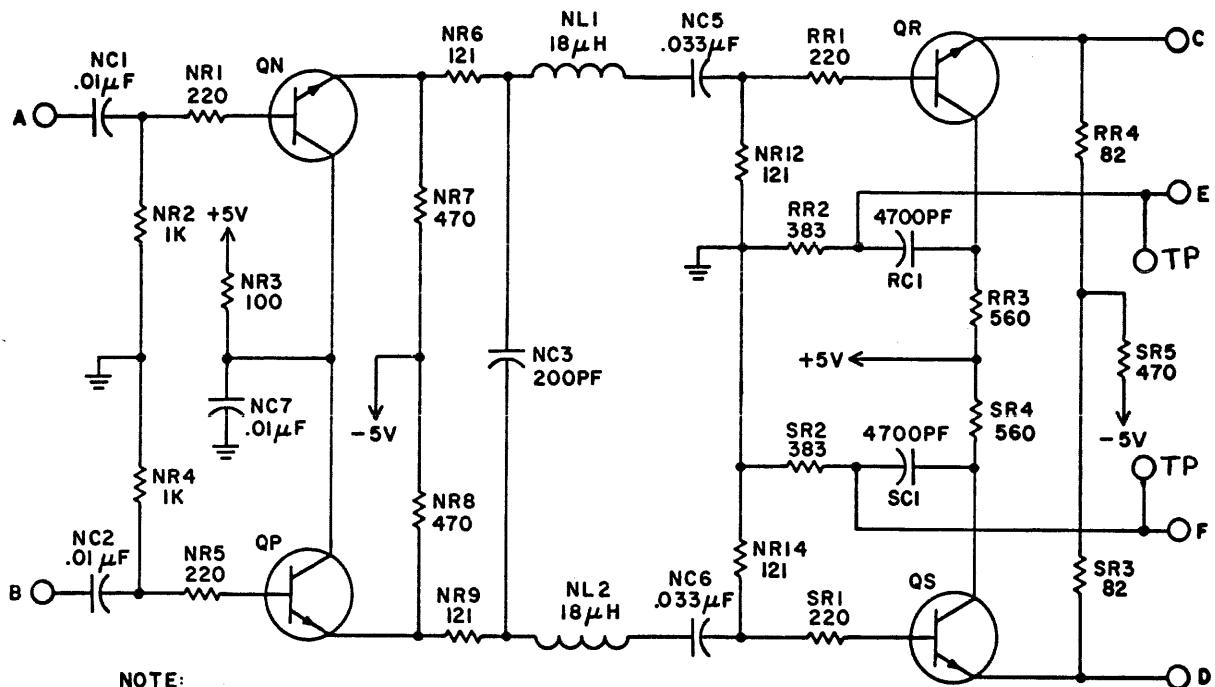 NC1
.01µF
NR1
220
QN
NR6
121
NL1
18µH
NC5
.033µF
RR1
220
QR
C
A
NR2
1K
+5V
NR3
100
NR7
470
NR12
121
RR4
82
RR2
383
4700PF
RC1
E
TP
RR3
560
NC3
200PF
+5V
SR5
470
-5V
NC7
.01µF
-5V
SR4
560
SR2
383
4700PF
SC1
TP
NR4
1K
NR8
470
F
NC2
.01µF
NR5
220
QP
NR9
121
NL2
18µH
NC6
.033µF
NR14
121
SR1
220
QS
SR3
82
B
D
NOTE: